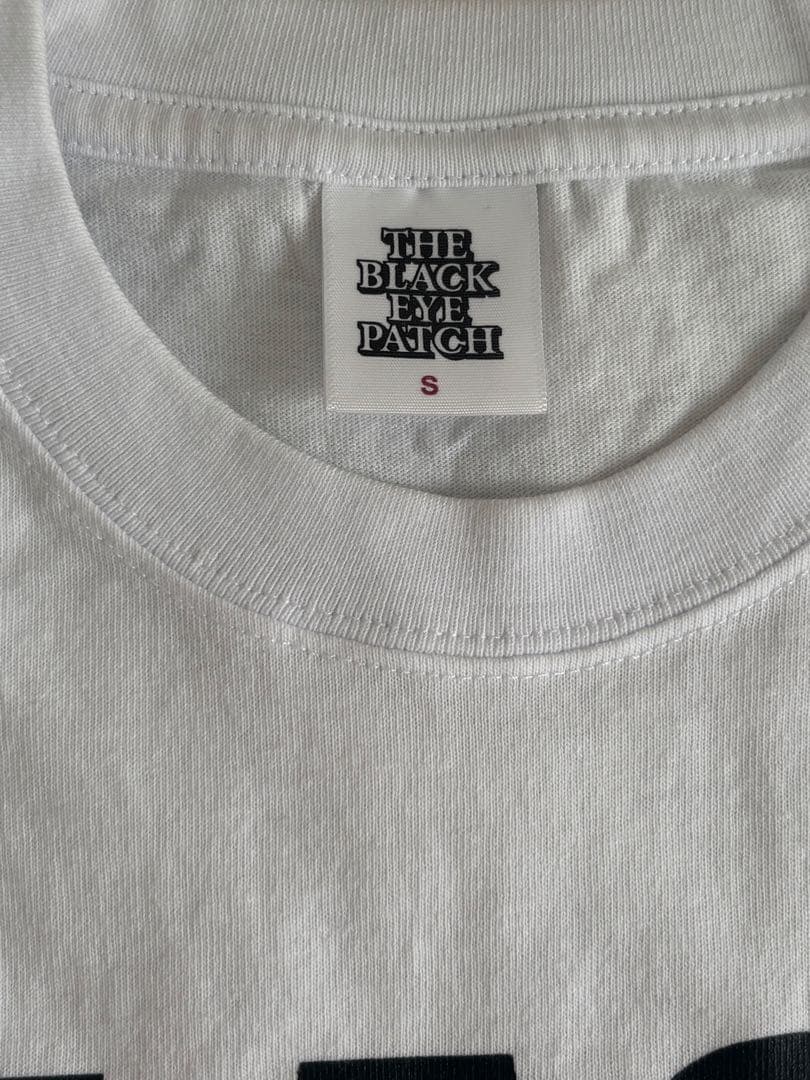 THE
BLACK
EYE
PATCH
S